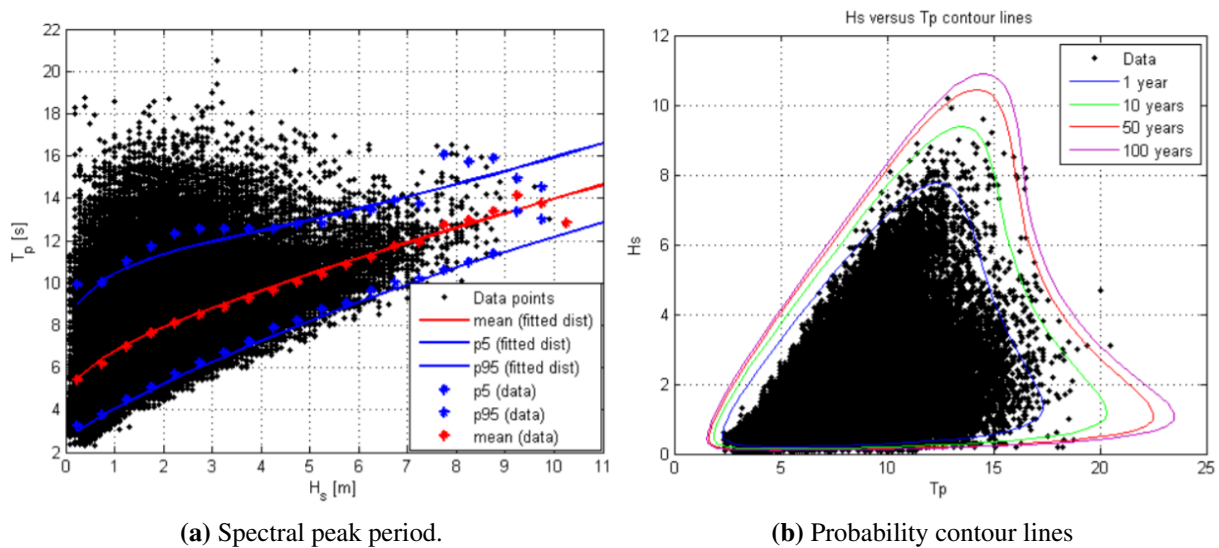 22
20
18
16
14
12
10
8
6
4
2
T_p [s]
0 1 2 3 4 5 6 7 8 9 10 11
H_s [m]
Data points
mean (fitted dist)
p5 (fitted dist)
p95 (fitted dist)
p5 (data)
p95 (data)
mean (data)
(a) Spectral peak period.
Hs versus Tp contour lines
12
10
8
6
4
2
0
Hs
0 5 10 15 20 25
Tp
Data
1 year
10 years
50 years
100 years
(b) Probability contour lines